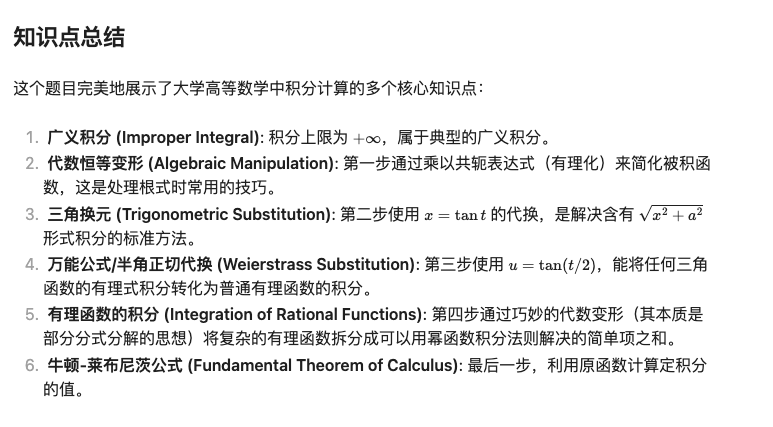 知识点总结
这个题目完美地展示了大学高等数学中积分计算的多个核心知识点：
1. 广义积分 (Improper Integral): 积分上限为 +∞，属于典型的广义积分。
2. 代数恒等变形 (Algebraic Manipulation): 第一步通过乘以共轭表达式（有理化）来简化被积函
数，这是处理根式时常用的技巧。
3. 三角换元 (Trigonometric Substitution): 第二步使用 x = tan t 的代换，是解决含有 √(x² + a²)
形式积分的标准方法。
4. 万能公式/半角正切代换 (Weierstrass Substitution): 第三步使用 u = tan(t/2)，能将任何三角
函数的有理式积分转化为普通有理函数的积分。
5. 有理函数的积分 (Integration of Rational Functions): 第四步通过巧妙的代数变形（其本质是
部分分式分解的思想）将复杂的有理函数拆分成可以用幂函数积分法则解决的简单项之和。
6. 牛顿-莱布尼茨公式 (Fundamental Theorem of Calculus): 最后一步，利用原函数计算定积分
的值。